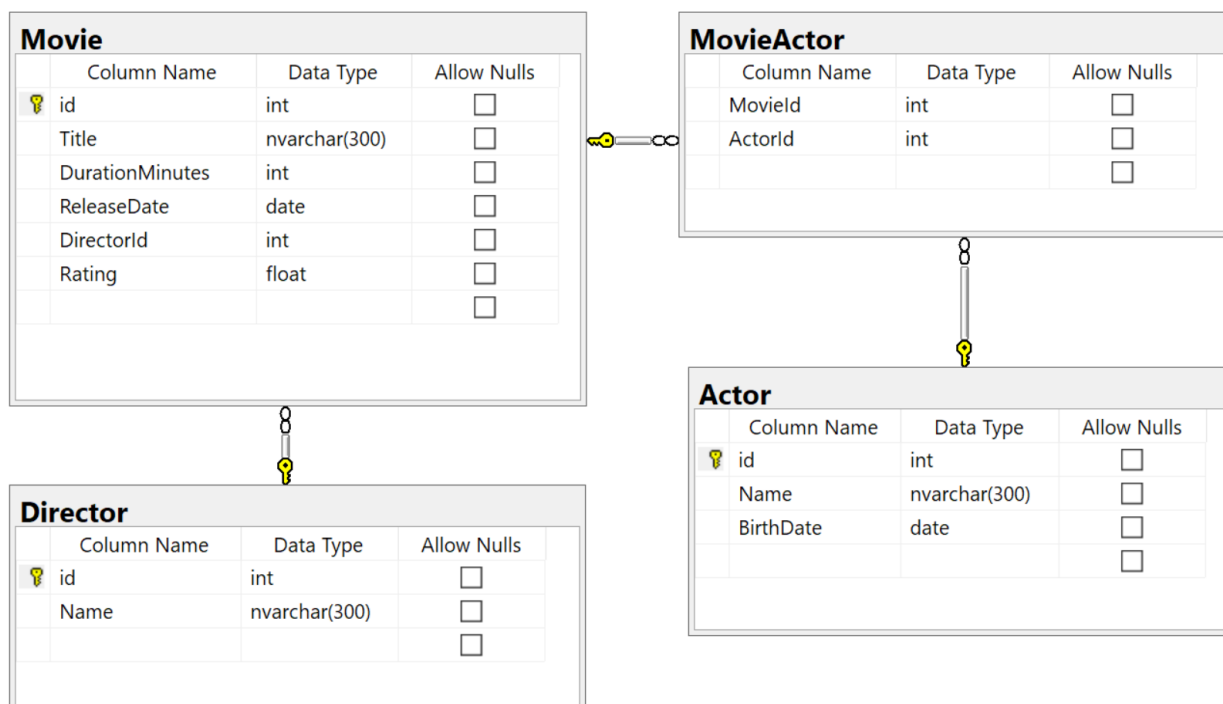 Movie
Column Name Data Type Allow Nulls
id int
Title nvarchar(300)
DurationMinutes int
ReleaseDate date
DirectorId int
Rating float
MovieActor
Column Name Data Type Allow Nulls
MovieId int
ActorId int
Director
Column Name Data Type Allow Nulls
id int
Name nvarchar(300)
Actor
Column Name Data Type Allow Nulls
id int
Name nvarchar(300)
BirthDate date